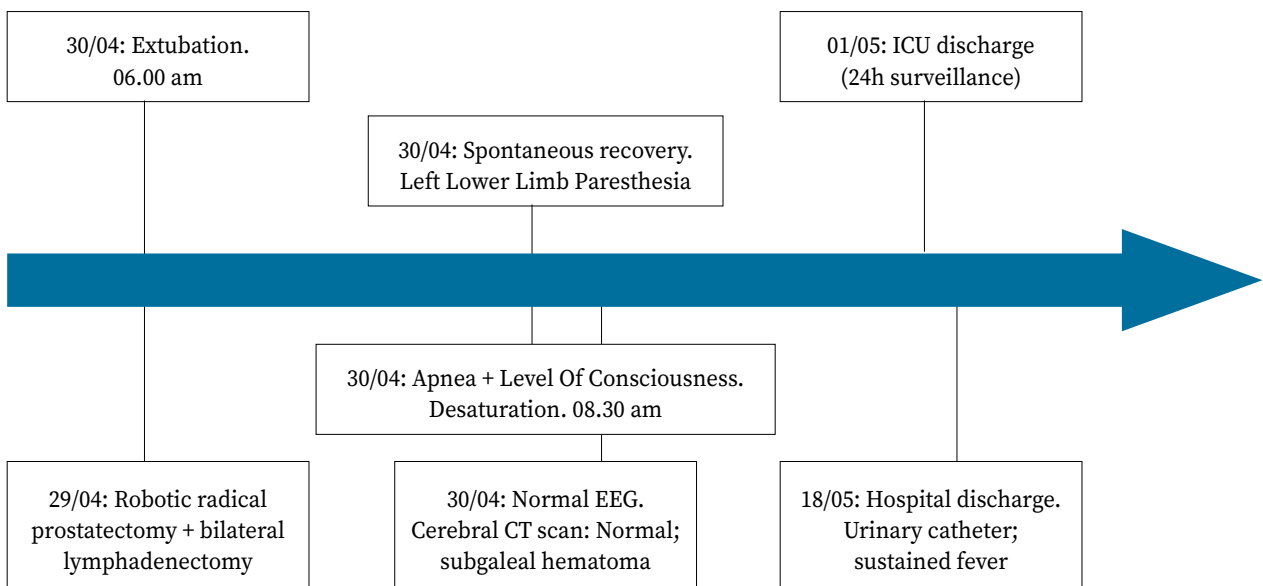 30/04: Extubation.
06.00 am
01/05: ICU discharge
(24h surveillance)
30/04: Spontaneous recovery.
Left Lower Limb Paresthesia
30/04: Apnea + Level Of Consciousness.
Desaturation. 08.30 am
29/04: Robotic radical
prostatectomy + bilateral
lymphadenectomy
30/04: Normal EEG.
Cerebral CT scan: Normal;
subgaleal hematoma
18/05: Hospital discharge.
Urinary catheter;
sustained fever